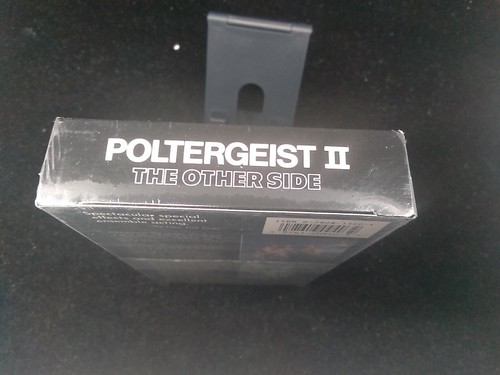 POLTERGEIST II
THE OTHER SIDE
spectacular special
effects and excellent
ensemble acting.